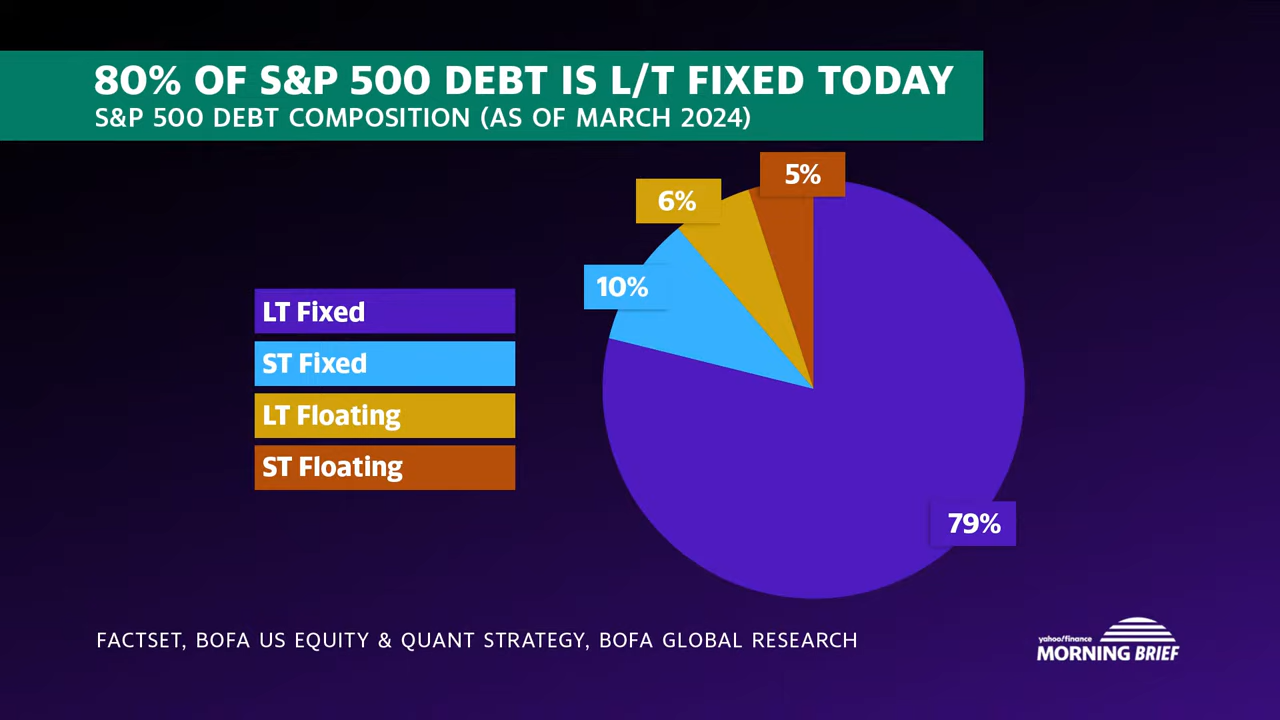 80% OF S&P 500 DEBT IS L/T FIXED TODAY
S&P 500 DEBT COMPOSITION (AS OF MARCH 2024)
5%
6%
10%
LT Fixed
ST Fixed
LT Floating
ST Floating
79%
FACTSET, BOFA US EQUITY & QUANT STRATEGY, BOFA GLOBAL RESEARCH
yahoo/finance
MORNING BRIEF